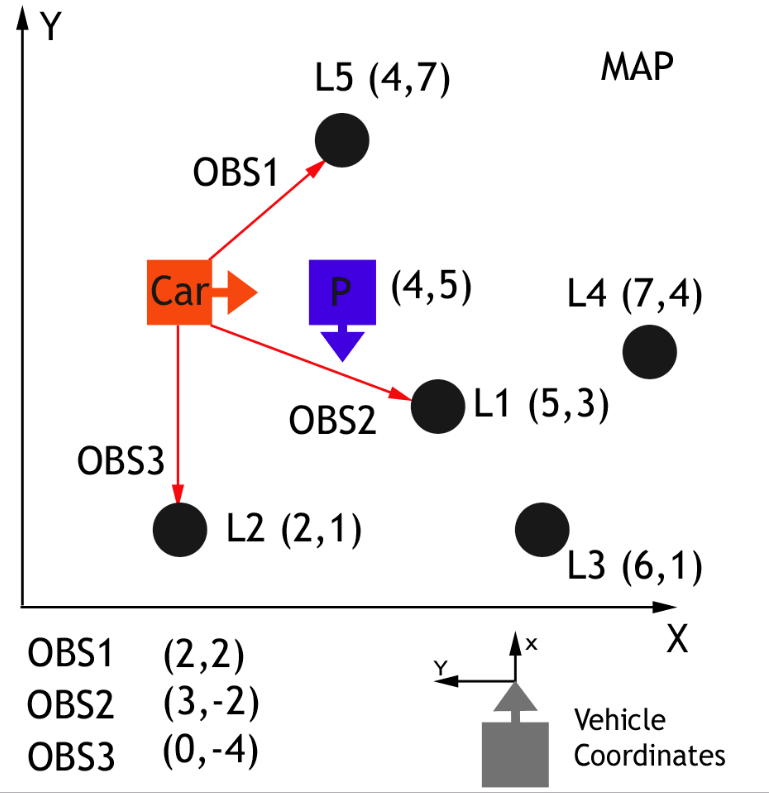 Y
MAP
L5 (4,7)
OBS1
Car
P
(4,5)
L4 (7,4)
L1 (5,3)
OBS2
OBS3
L2 (2,1)
L3 (6,1)
X
OBS1 (2,2)
OBS2 (3,-2)
OBS3 (0,-4)
x
Y
Vehicle
Coordinates